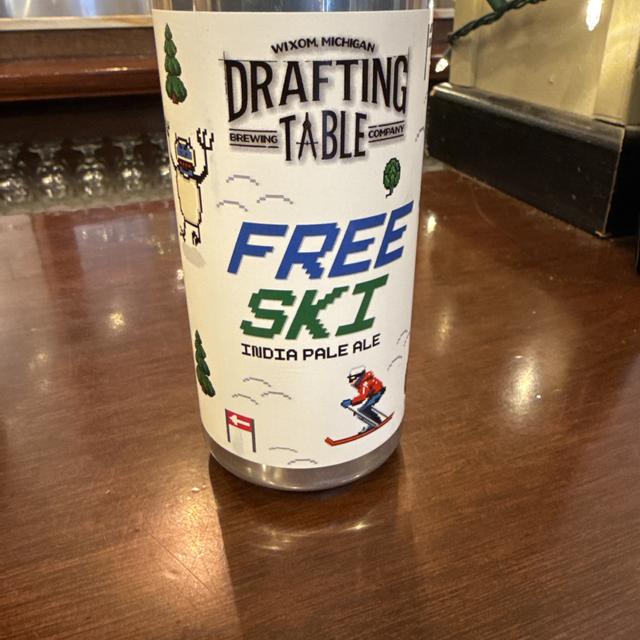 WIXOM, MICHIGAN
DRAFTING
BREWING TABLE COMPANY
FREE
SKI
INDIA PALE ALE